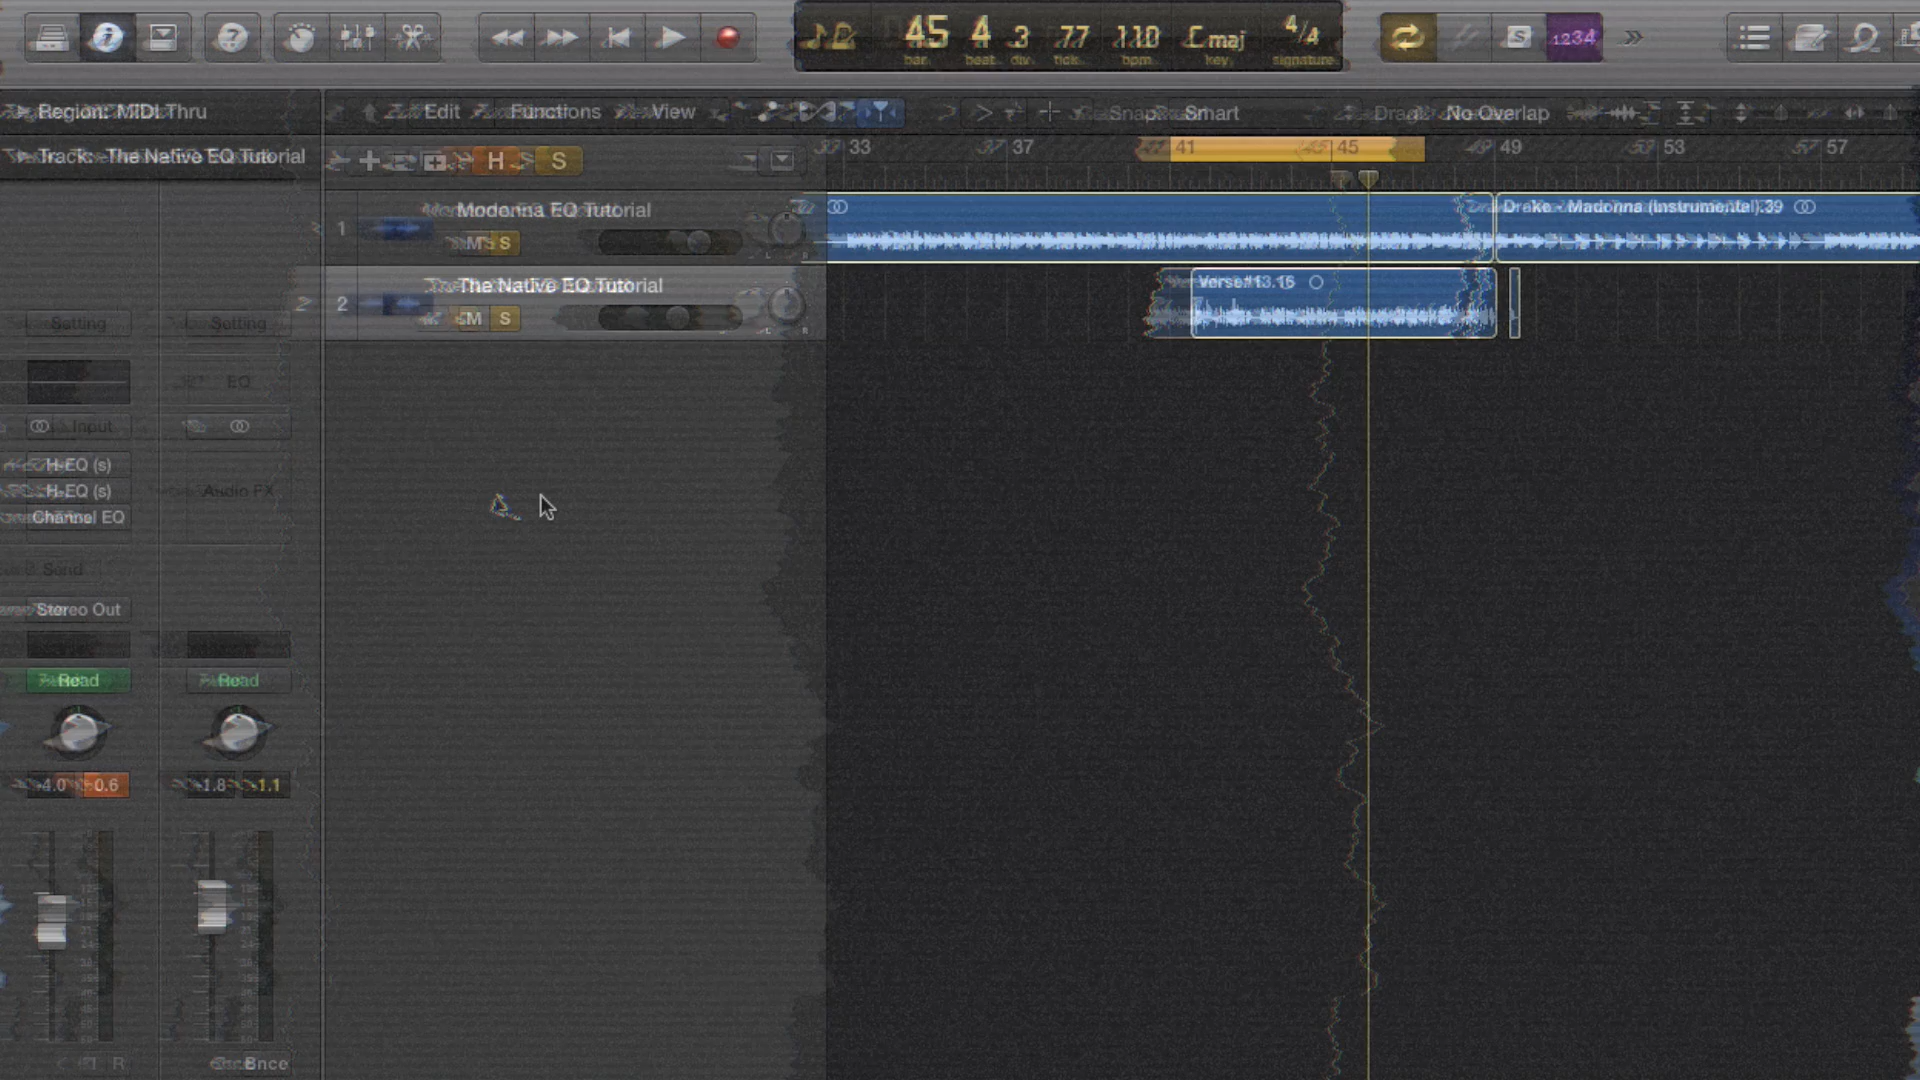 45 4 .3 77 110 C maj 4/4
bar beat div tick bpm key signature
1234
Region: MIDI Thru
Edit Functions View
Snap: Smart
Drag: No Overlap
Track: The Native EQ Tutorial
H S
33 37 41 45 49 53 57
1
EQ Tutorial
M S
Drake - Madonna (Instrumental).39
2 The Native EQ Tutorial
M S
Verse#13.16
Setting Setting
EQ
Input
H-EQ (s)
H-EQ (s)
Audio FX
Channel EQ
Send
Stereo Out
Read Read
-4.0 -0.6 -1.8 -1.1
R
Bnce